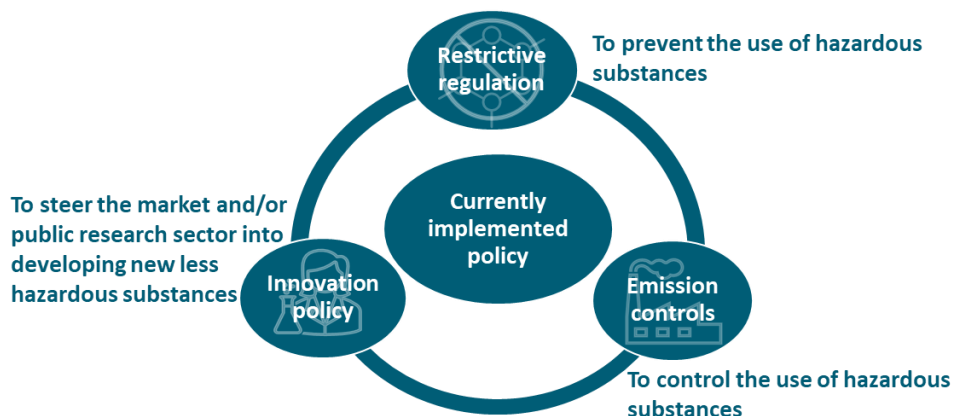 Restrictive
regulation
To prevent the use of hazardous
substances
Currently
implemented
policy
To steer the market and/or
public research sector into
developing new less
hazardous substances
Innovation
policy
Emission
controls
To control the use of hazardous
substances